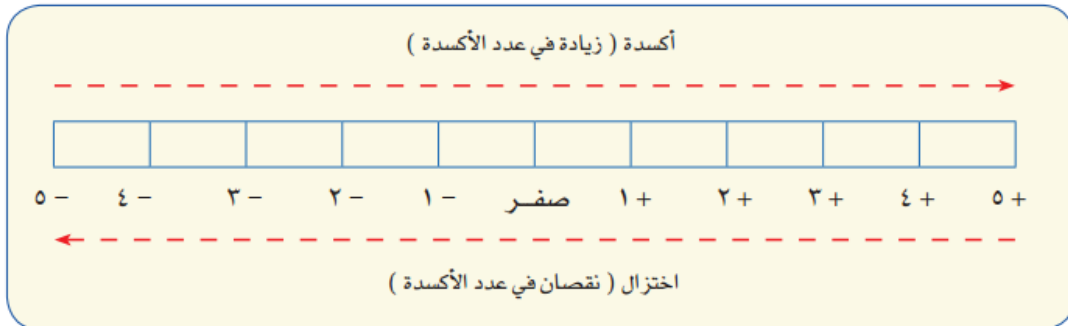 أكسدة ( زيادة في عدد الأكسدة )
٥ − ٤ − ٣ − ٢ − ١ − صفـــر ١ + ٢ + ٣ + ٤ + ٥ +
اختزال ( نقصان في عدد الأكسدة )